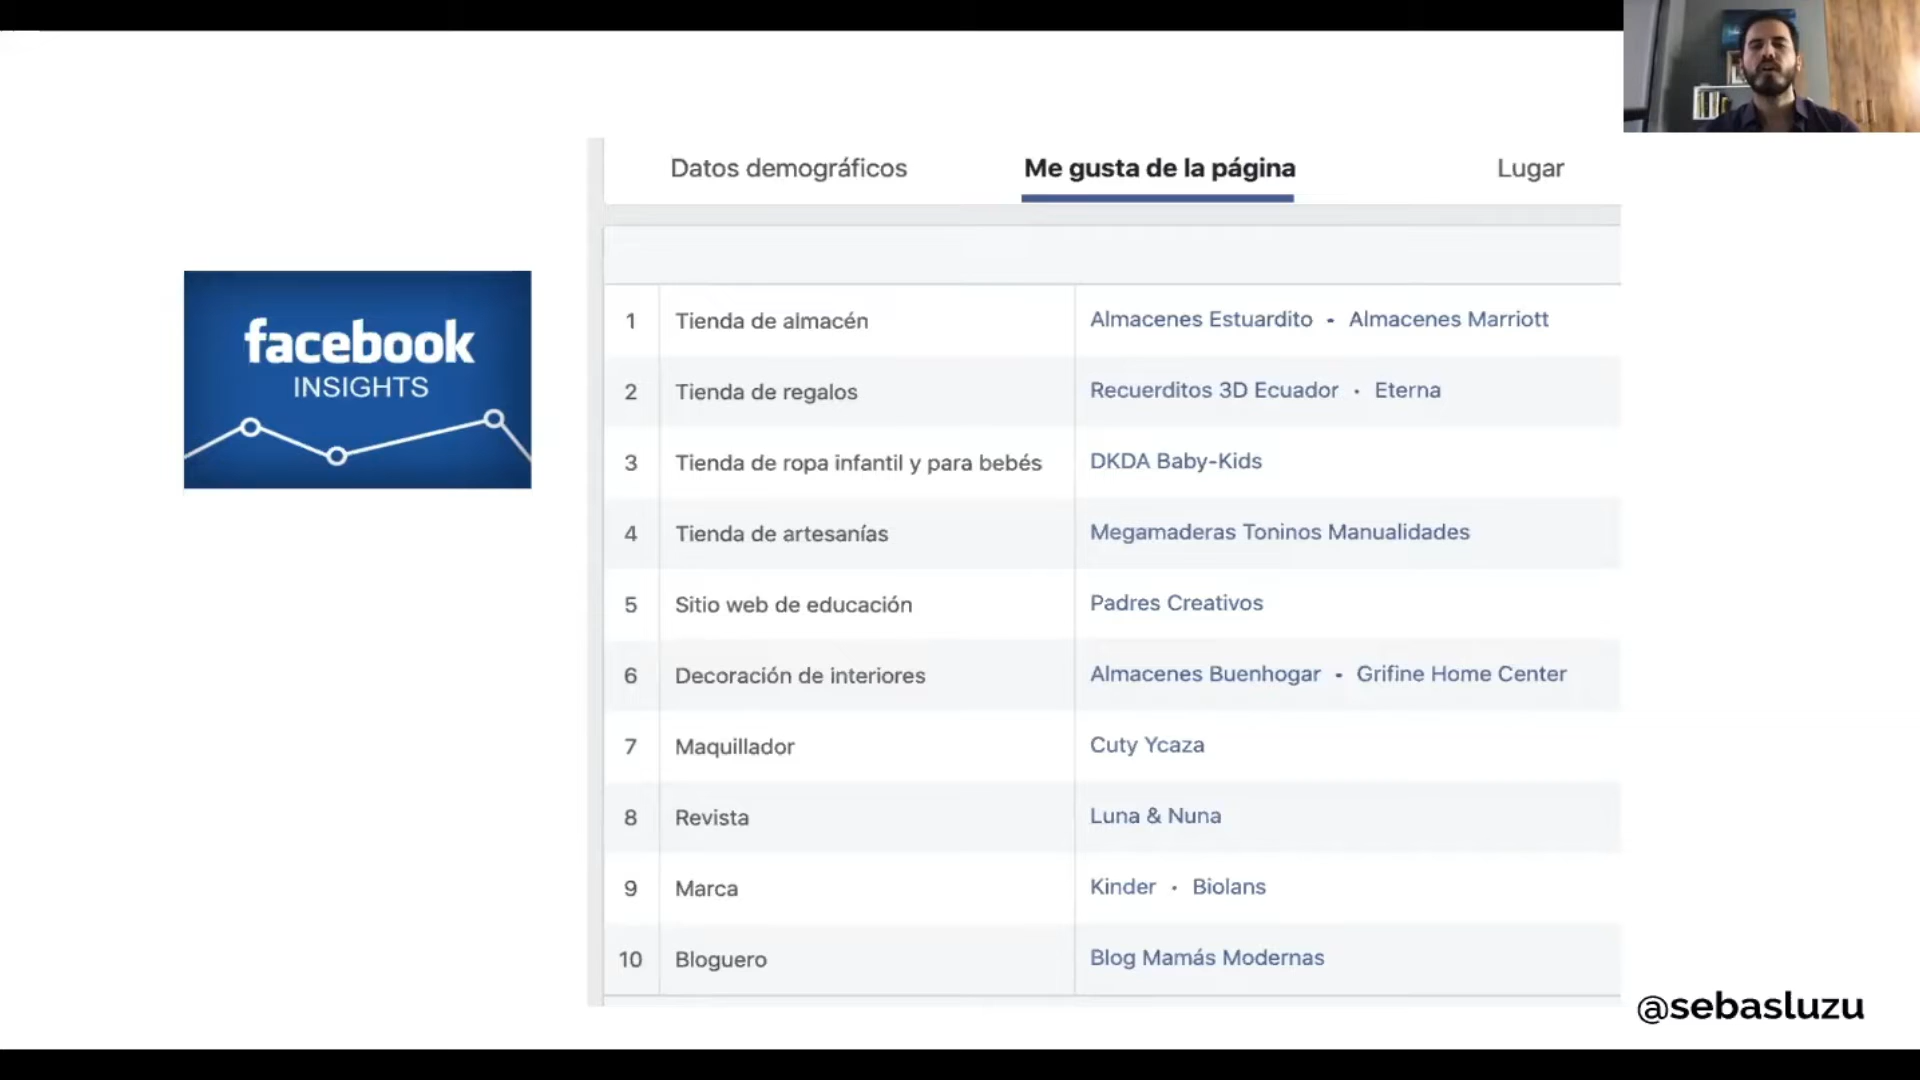 facebook
INSIGHTS
Datos demográficos Me gusta de la página Lugar
1 Tienda de almacén Almacenes Estuardito • Almacenes Marriott
2 Tienda de regalos Recuerditos 3D Ecuador • Eterna
3 Tienda de ropa infantil y para bebés DKDA Baby-Kids
4 Tienda de artesanías Megamaderas Toninos Manualidades
5 Sitio web de educación Padres Creativos
6 Decoración de interiores Almacenes Buenhogar • Grifine Home Center
7 Maquillador Cuty Ycaza
8 Revista Luna & Nuna
9 Marca Kinder • Biolans
10 Bloguero Blog Mamás Modernas
@sebasluzu